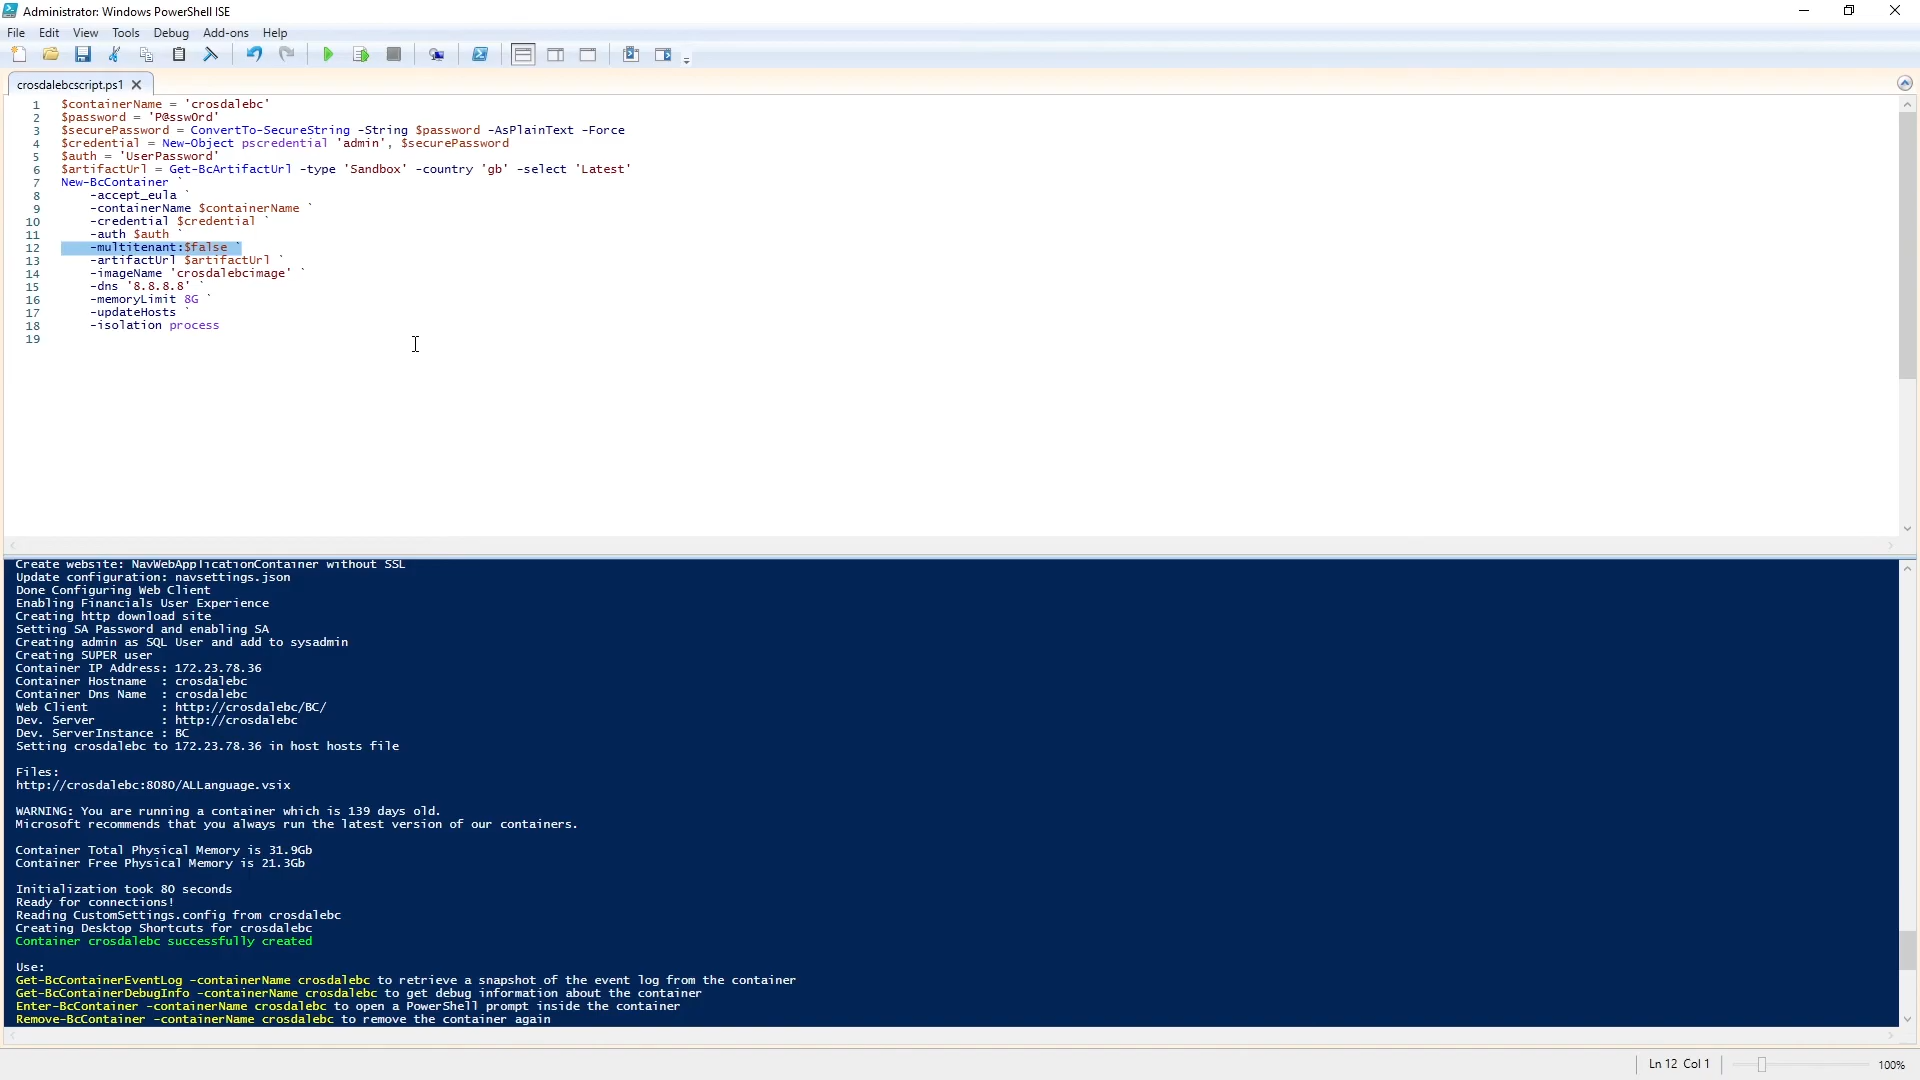 Administrator: Windows PowerShell ISE
File Edit View Tools Debug Add-ons Help
crosdalebcscript.ps1
1 $containerName = 'crosdalebc'
2 $password = 'P@ssw0rd'
3 $securePassword = ConvertTo-SecureString -String $password -AsPlainText -Force
4 $credential = New-Object pscredential 'admin', $securePassword
5 $auth = 'UserPassword'
6 $artifactUrl = Get-BcArtifactUrl -type 'Sandbox' -country 'gb' -select 'Latest'
7 New-BcContainer `
8 -accept_eula `
9 -containerName $containerName `
10 -credential $credential `
11 -auth $auth `
12 -multitenant:$false `
13 -artifactUrl $artifactUrl `
14 -imageName 'crosdalebcimage' `
15 -dns '8.8.8.8' `
16 -memoryLimit 8G `
17 -updateHosts `
18 -isolation process
19
Create website: NavWebApplicationContainer without SSL
Update configuration: navsettings.json
Done Configuring Web Client
Enabling Financials User Experience
Creating http download site
Setting SA Password and enabling SA
Creating admin as SQL User and add to sysadmin
Creating SUPER user
Container IP Address: 172.23.78.36
Container Hostname : crosdalebc
Container Dns Name : crosdalebc
Web Client : http://crosdalebc/BC/
Dev. Server : http://crosdalebc
Dev. ServerInstance : BC
Setting crosdalebc to 172.23.78.36 in host hosts file
Files:
http://crosdalebc:8080/ALLanguage.vsix
WARNING: You are running a container which is 139 days old.
Microsoft recommends that you always run the latest version of our containers.
Container Total Physical Memory is 31.9Gb
Container Free Physical Memory is 21.3Gb
Initialization took 80 seconds
Ready for connections!
Reading CustomSettings.config from crosdalebc
Creating Desktop Shortcuts for crosdalebc
Container crosdalebc successfully created
Use:
Get-BcContainerEventLog -containerName crosdalebc to retrieve a snapshot of the event log from the container
Get-BcContainerDebugInfo -containerName crosdalebc to get debug information about the container
Enter-BcContainer -containerName crosdalebc to open a PowerShell prompt inside the container
Remove-BcContainer -containerName crosdalebc to remove the container again
Ln 12 Col 1 100%